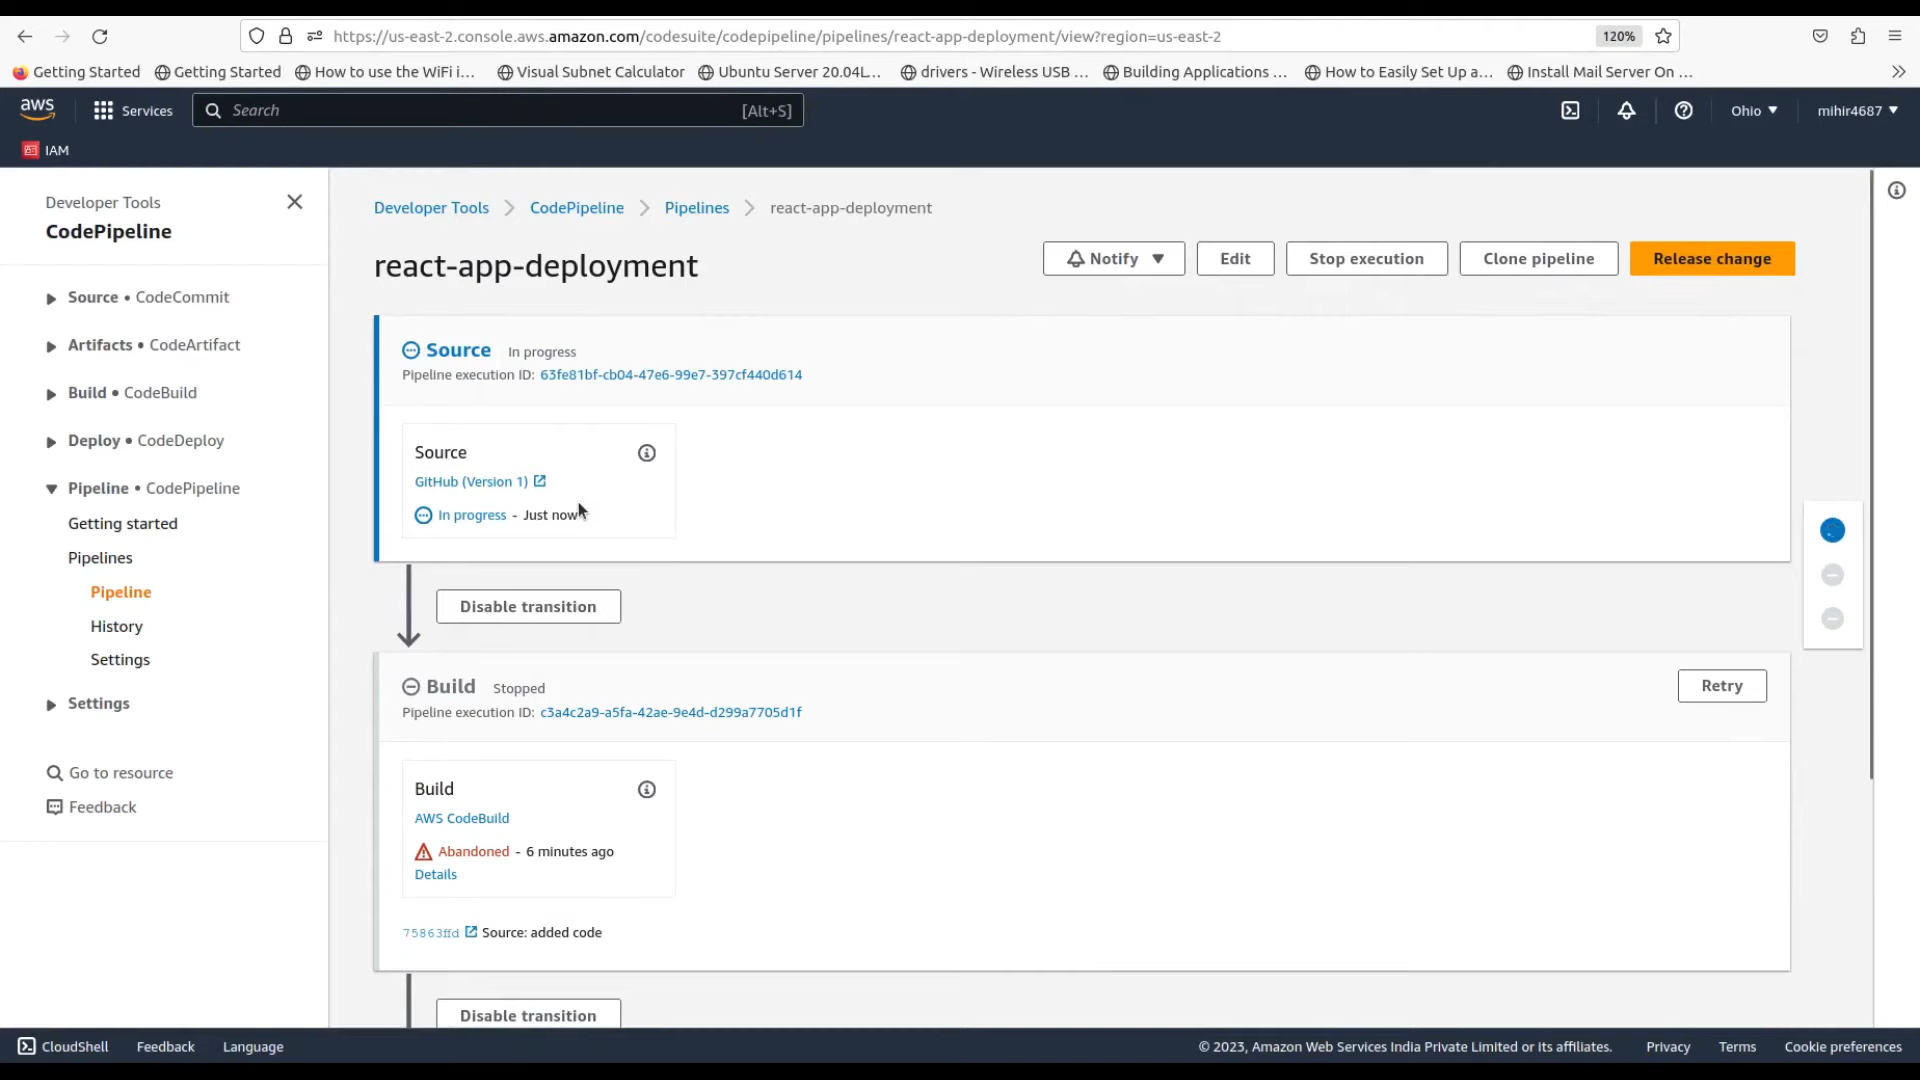 https://us-east-2.console.aws.amazon.com/codesuite/codepipeline/pipelines/react-app-deployment/view?region=us-east-2
120%
Getting Started
Getting Started
How to use the WiFi i...
Visual Subnet Calculator
Ubuntu Server 20.04L...
drivers - Wireless USB ...
Building Applications ...
How to Easily Set Up a...
Install Mail Server On ...
aws
Services
Search
[Alt+S]
Ohio
mihir4687
IAM
Developer Tools
CodePipeline
Source • CodeCommit
Artifacts • CodeArtifact
Build • CodeBuild
Deploy • CodeDeploy
Pipeline • CodePipeline
Getting started
Pipelines
Pipeline
History
Settings
Settings
Go to resource
Feedback
Developer Tools
CodePipeline
Pipelines
react-app-deployment
react-app-deployment
Notify
Edit
Stop execution
Clone pipeline
Release change
Source In progress
Pipeline execution ID: 63fe81bf-cb04-47e6-99e7-397cf440d614
Source
GitHub (Version 1)
In progress - Just now
Disable transition
Build Stopped
Retry
Pipeline execution ID: c3a4c2a9-a5fa-42ae-9e4d-d299a7705d1f
Build
AWS CodeBuild
Abandoned - 6 minutes ago
Details
75863ffd Source: added code
Disable transition
CloudShell
Feedback
Language
© 2023, Amazon Web Services India Private Limited or its affiliates.
Privacy
Terms
Cookie preferences